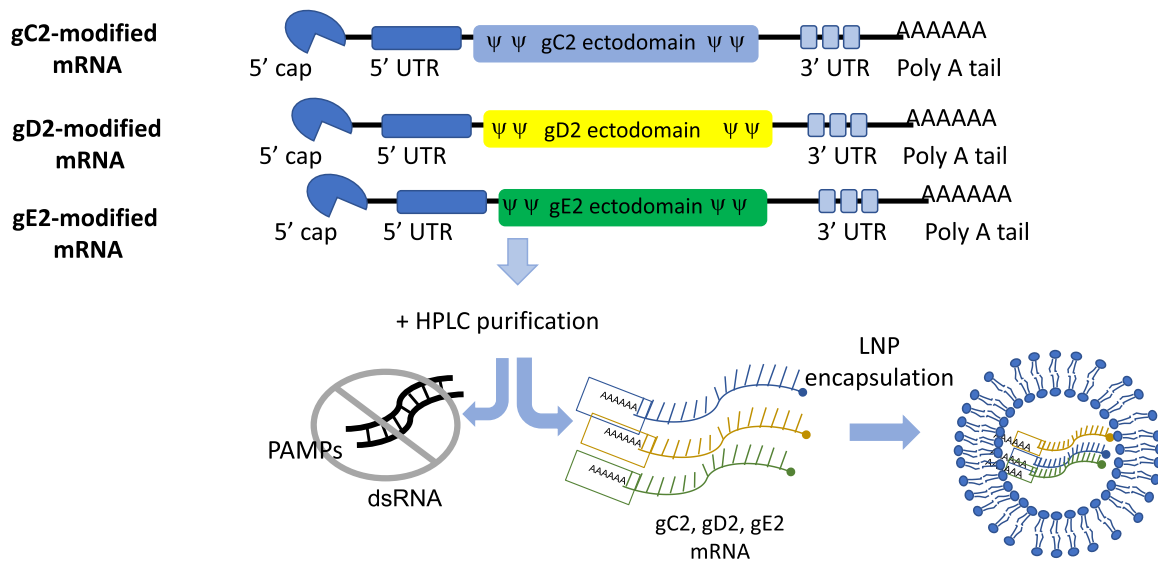 gC2-modified
mRNA
AAAAAA
ψ ψ gC2 ectodomain ψ ψ
5’ cap
5’ UTR
3’ UTR
Poly A tail
gD2-modified
mRNA
AAAAAA
ψ ψ gD2 ectodomain ψ ψ
5’ cap
5’ UTR
3’ UTR
Poly A tail
gE2-modified
mRNA
AAAAAA
ψ ψ gE2 ectodomain ψ ψ
5’ cap
5’ UTR
3’ UTR
Poly A tail
+ HPLC purification
LNP
encapsulation
PAMPs
dsRNA
AAAAAA
AAAAAA
AAAAAA
gC2, gD2, gE2
mRNA